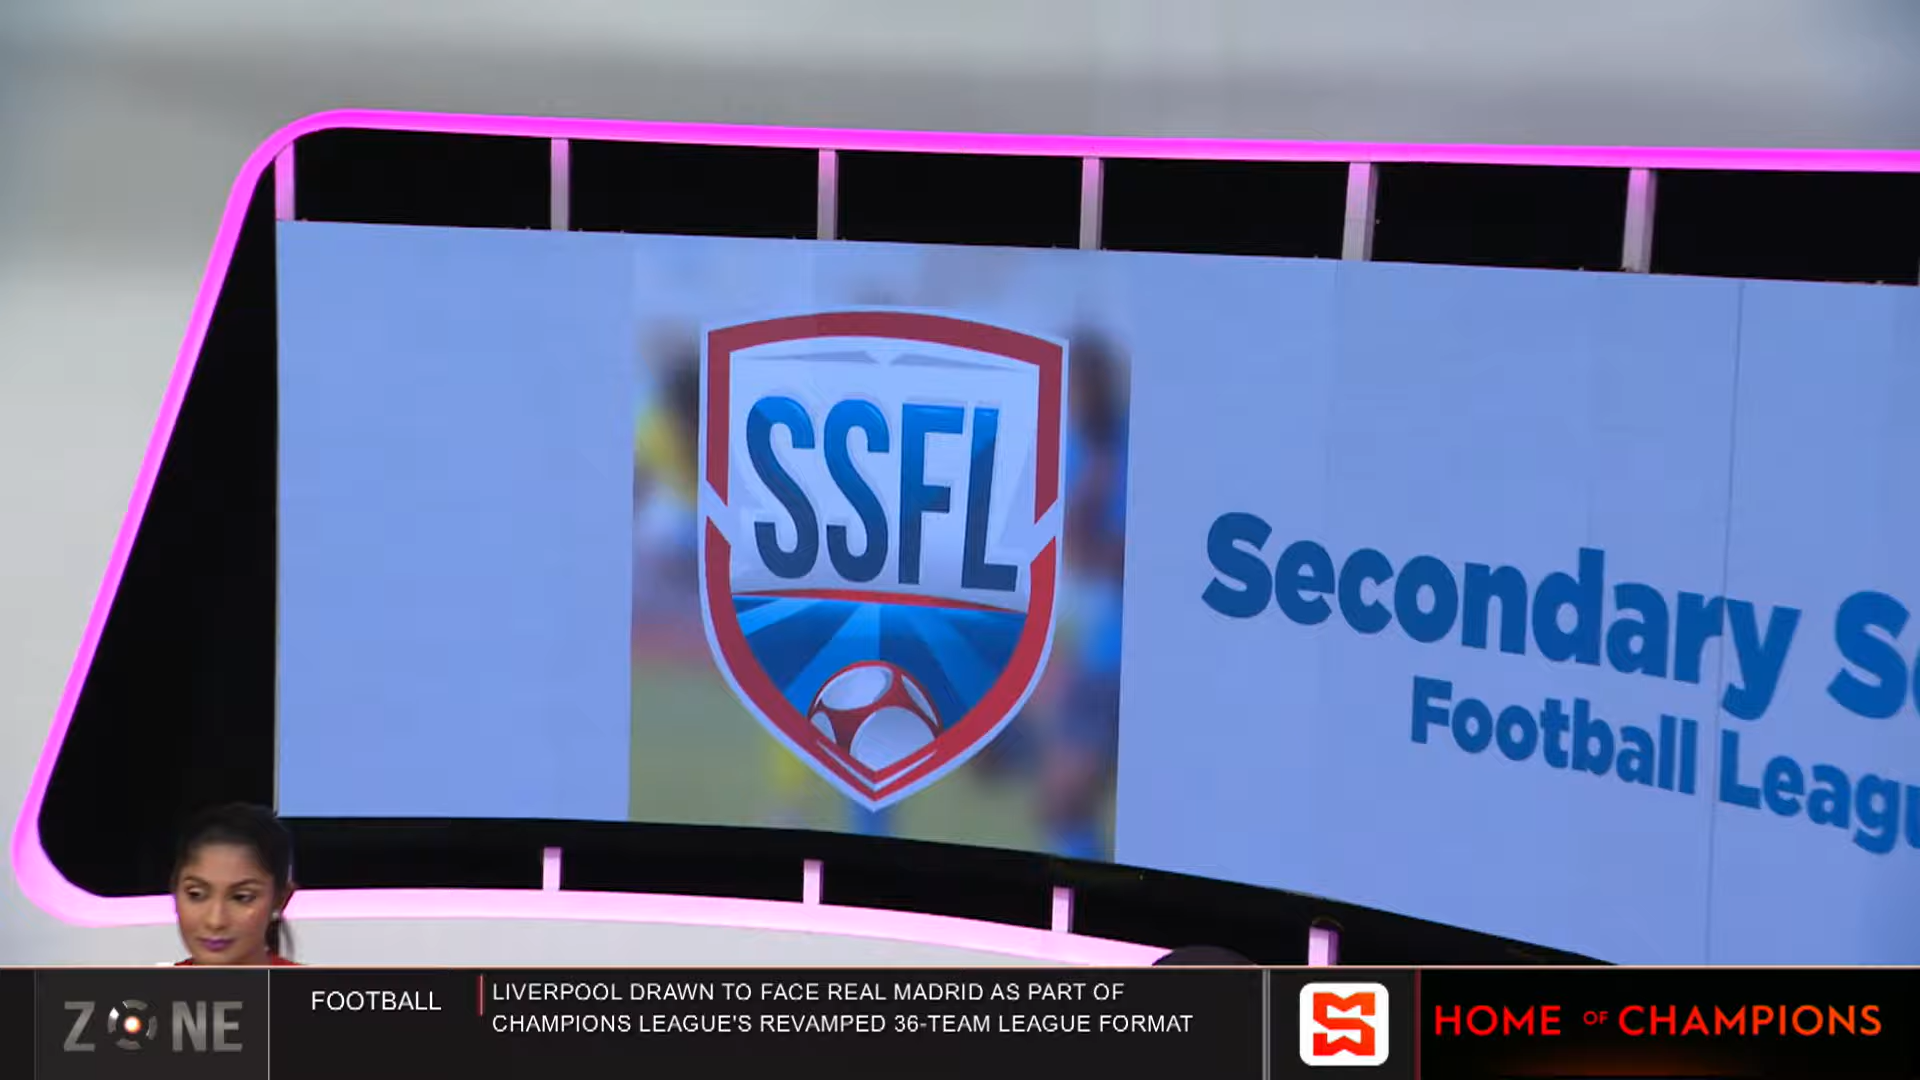 SSFL
Secondary S
Football Leagu
ZONE
FOOTBALL
LIVERPOOL DRAWN TO FACE REAL MADRID AS PART OF
CHAMPIONS LEAGUE'S REVAMPED 36-TEAM LEAGUE FORMAT
HOME OF CHAMPIONS